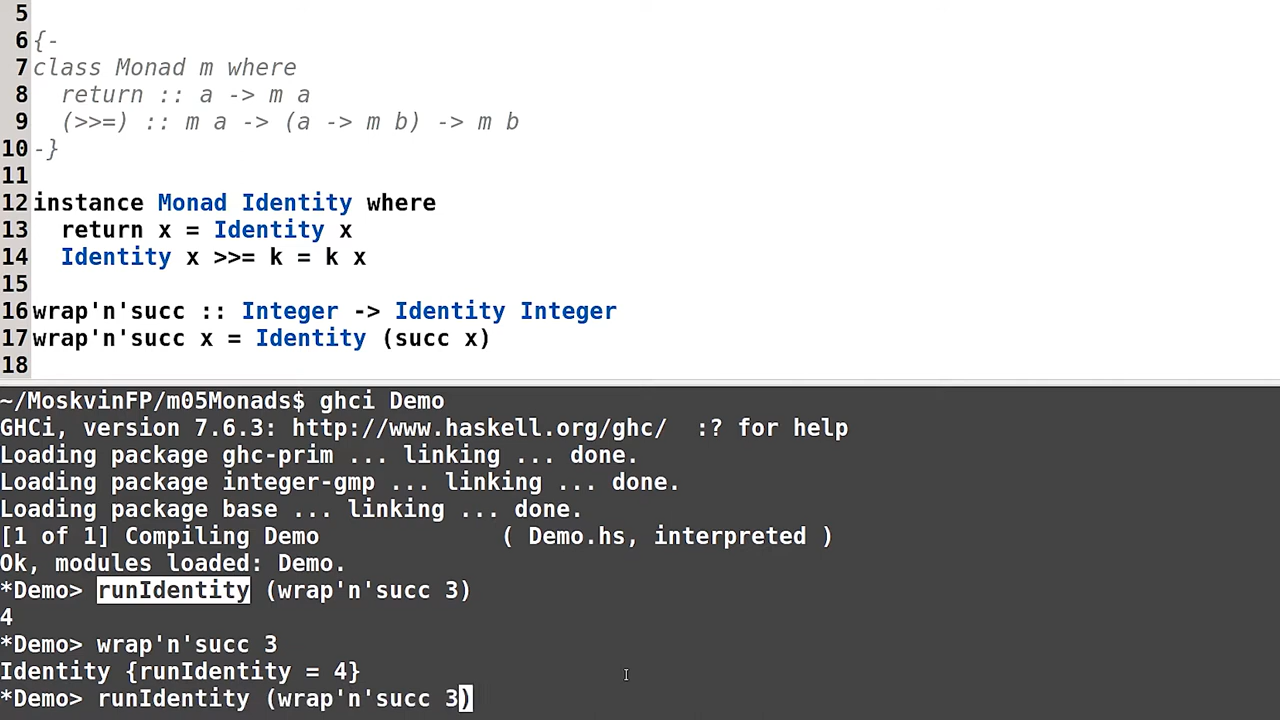 5
6 {-
7 class Monad m where
8   return :: a -> m a
9   (>>=) :: m a -> (a -> m b) -> m b
10 -}
11
12 instance Monad Identity where
13   return x = Identity x
14   Identity x >>= k = k x
15
16 wrap'n'succ :: Integer -> Identity Integer
17 wrap'n'succ x = Identity (succ x)
18
~/MoskvinFP/m05Monads$ ghci Demo
GHCi, version 7.6.3: http://www.haskell.org/ghc/  :? for help
Loading package ghc-prim ... linking ... done.
Loading package integer-gmp ... linking ... done.
Loading package base ... linking ... done.
[1 of 1] Compiling Demo             ( Demo.hs, interpreted )
Ok, modules loaded: Demo.
*Demo> runIdentity (wrap'n'succ 3)
4
*Demo> wrap'n'succ 3
Identity {runIdentity = 4}
*Demo> runIdentity (wrap'n'succ 3)